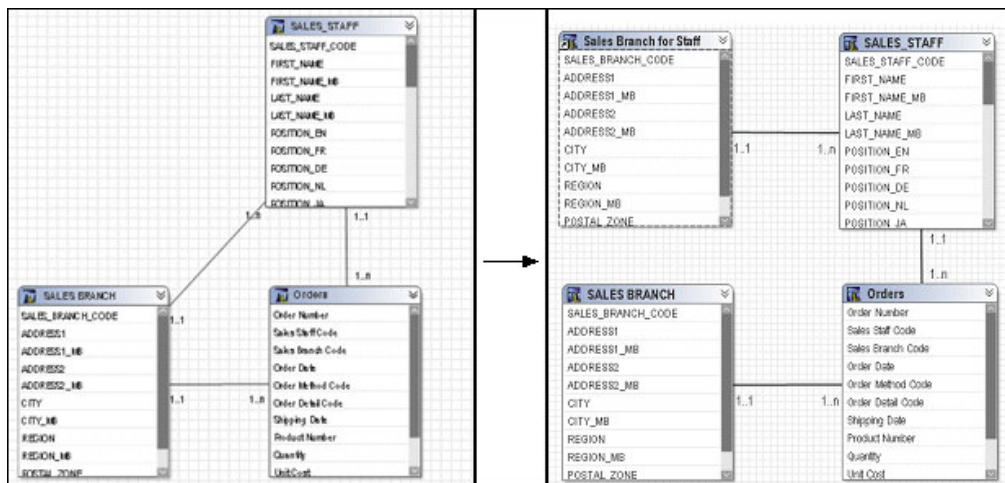 SALES_STAFF
SALES_STAFF_CODE
FIRST_NAME
FIRST_NAME_MB
LAST_NAME
LAST_NAME_MB
POSITION_EN
POSITION_FR
POSITION_DE
POSITION_NL
POSITION_JA
1..n
1..1
1..n
SALES BRANCH
SALES_BRANCH_CODE
ADDRESS1
ADDRESS1_MB
ADDRESS2
ADDRESS2_MB
CITY
CITY_MB
REGION
REGION_MB
POSTAL_ZONE
1..1
1..1
1..n
Orders
Order Number
Sales Staff Code
Sales Branch Code
Order Date
Order Method Code
Order Detail Code
Shipping Date
Product Number
Quantity
Unit Cost
Sales Branch for Staff
SALES_BRANCH_CODE
ADDRESS1
ADDRESS1_MB
ADDRESS2
ADDRESS2_MB
CITY
CITY_MB
REGION
REGION_MB
POSTAL_ZONE
1..1
1..n
SALES_STAFF
SALES_STAFF_CODE
FIRST_NAME
FIRST_NAME_MB
LAST_NAME
LAST_NAME_MB
POSITION_EN
POSITION_FR
POSITION_DE
POSITION_NL
POSITION_JA
1..1
1..n
SALES BRANCH
SALES_BRANCH_CODE
ADDRESS1
ADDRESS1_MB
ADDRESS2
ADDRESS2_MB
CITY
CITY_MB
REGION
REGION_MB
POSTAL_ZONE
1..1
1..n
Orders
Order Number
Sales Staff Code
Sales Branch Code
Order Date
Order Method Code
Order Detail Code
Shipping Date
Product Number
Quantity
Unit Cost